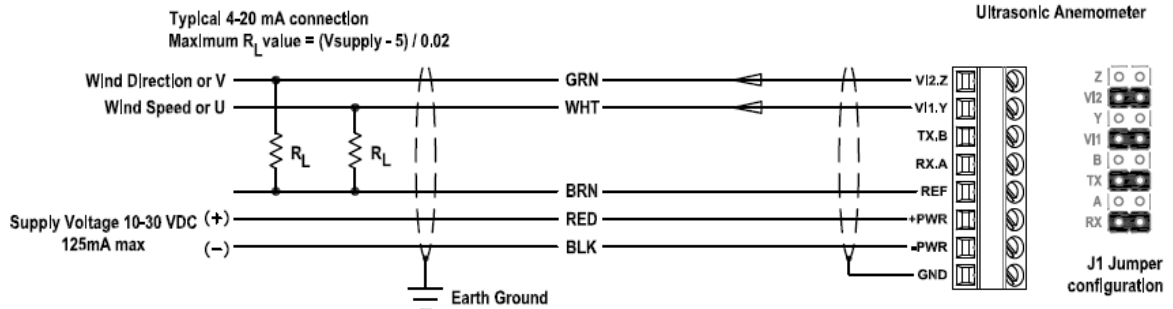 Typical 4-20 mA connection
Maximum RL value = (Vsupply - 5) / 0.02
Ultrasonic Anemometer
Wind Direction or V
GRN
VI2.Z
Wind Speed or U
WHT
VI1.Y
TX.B
RL
RL
RX.A
BRN
REF
Supply Voltage 10-30 VDC (+)
RED
+PWR
125mA max
(–)
BLK
-PWR
GND
Earth Ground
Z
VI2
Y
VI1
B
TX
A
RX
J1 Jumper
configuration